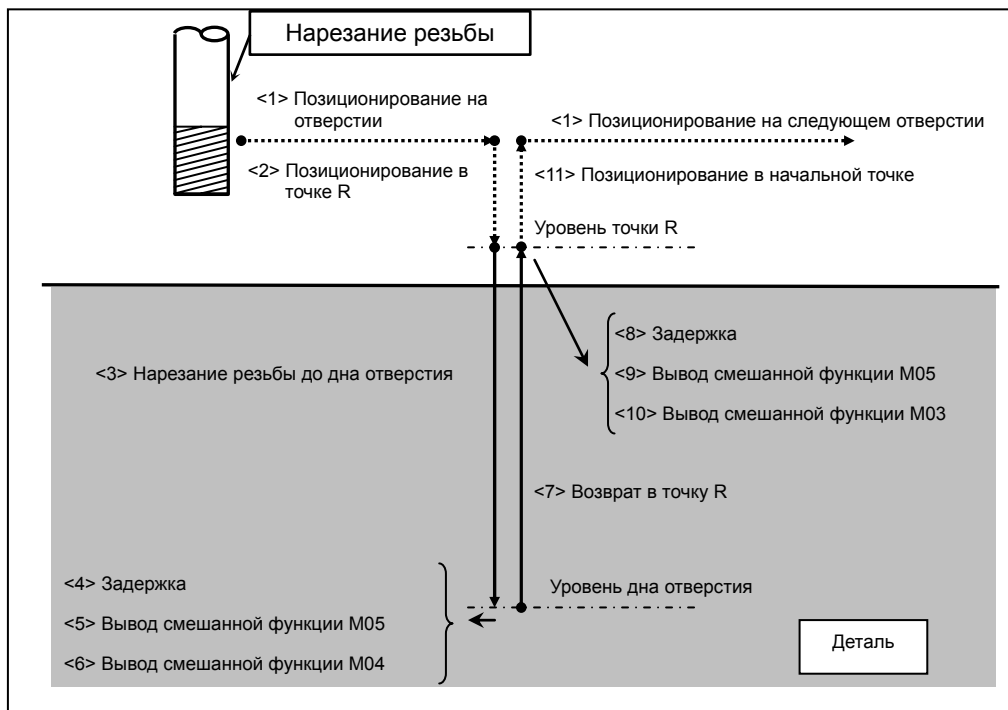 Нарезание резьбы
<1> Позиционирование на
отверстии
<1> Позиционирование на следующем отверстии
<2> Позиционирование в
точке R
<11> Позиционирование в начальной точке
Уровень точки R
<8> Задержка
<9> Вывод смешанной функции M05
<10> Вывод смешанной функции M03
<3> Нарезание резьбы до дна отверстия
<7> Возврат в точку R
<4> Задержка
<5> Вывод смешанной функции M05
<6> Вывод смешанной функции M04
Уровень дна отверстия
Деталь